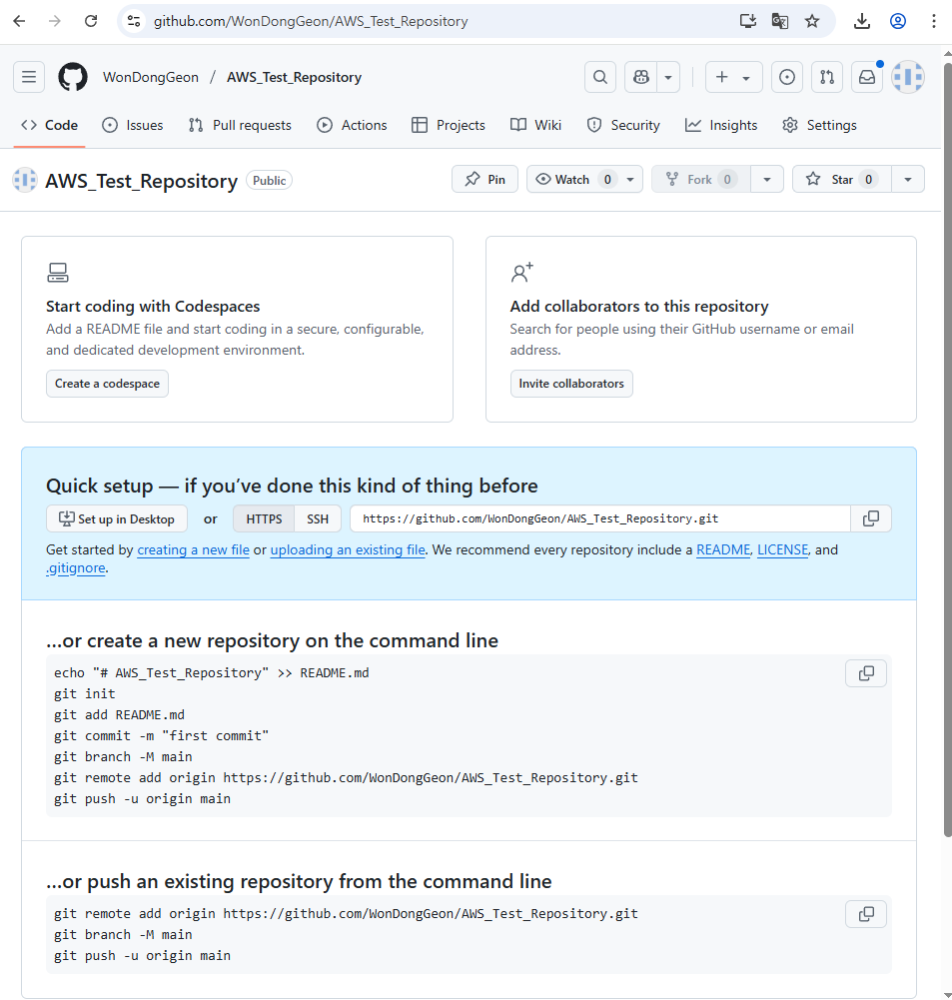 github.com/WonDongGeon/AWS_Test_Repository
WonDongGeon / AWS_Test_Repository
Code Issues Pull requests Actions Projects Wiki Security Insights Settings
AWS_Test_Repository Public Pin Watch 0 Fork 0 Star 0
Start coding with Codespaces
Add a README file and start coding in a secure, configurable,
and dedicated development environment.
Create a codespace
Add collaborators to this repository
Search for people using their GitHub username or email
address.
Invite collaborators
Quick setup — if you’ve done this kind of thing before
Set up in Desktop or HTTPS SSH https://github.com/WonDongGeon/AWS_Test_Repository.git
Get started by creating a new file or uploading an existing file. We recommend every repository include a README, LICENSE, and
.gitignore.
…or create a new repository on the command line
echo "# AWS_Test_Repository" >> README.md
git init
git add README.md
git commit -m "first commit"
git branch -M main
git remote add origin https://github.com/WonDongGeon/AWS_Test_Repository.git
git push -u origin main
…or push an existing repository from the command line
git remote add origin https://github.com/WonDongGeon/AWS_Test_Repository.git
git branch -M main
git push -u origin main